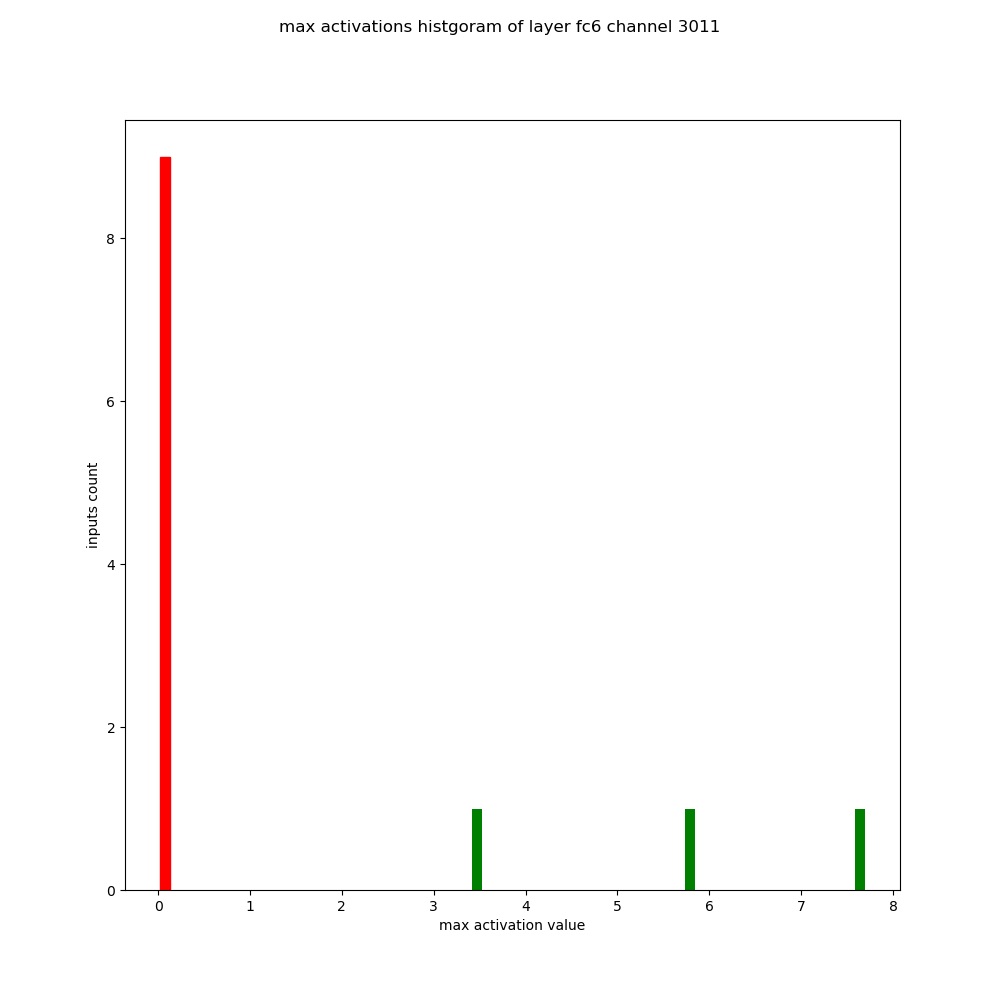 max activations histgoram of layer fc6 channel 3011
8
6
4
2
0
inputs count
0 1 2 3 4 5 6 7 8
max activation value